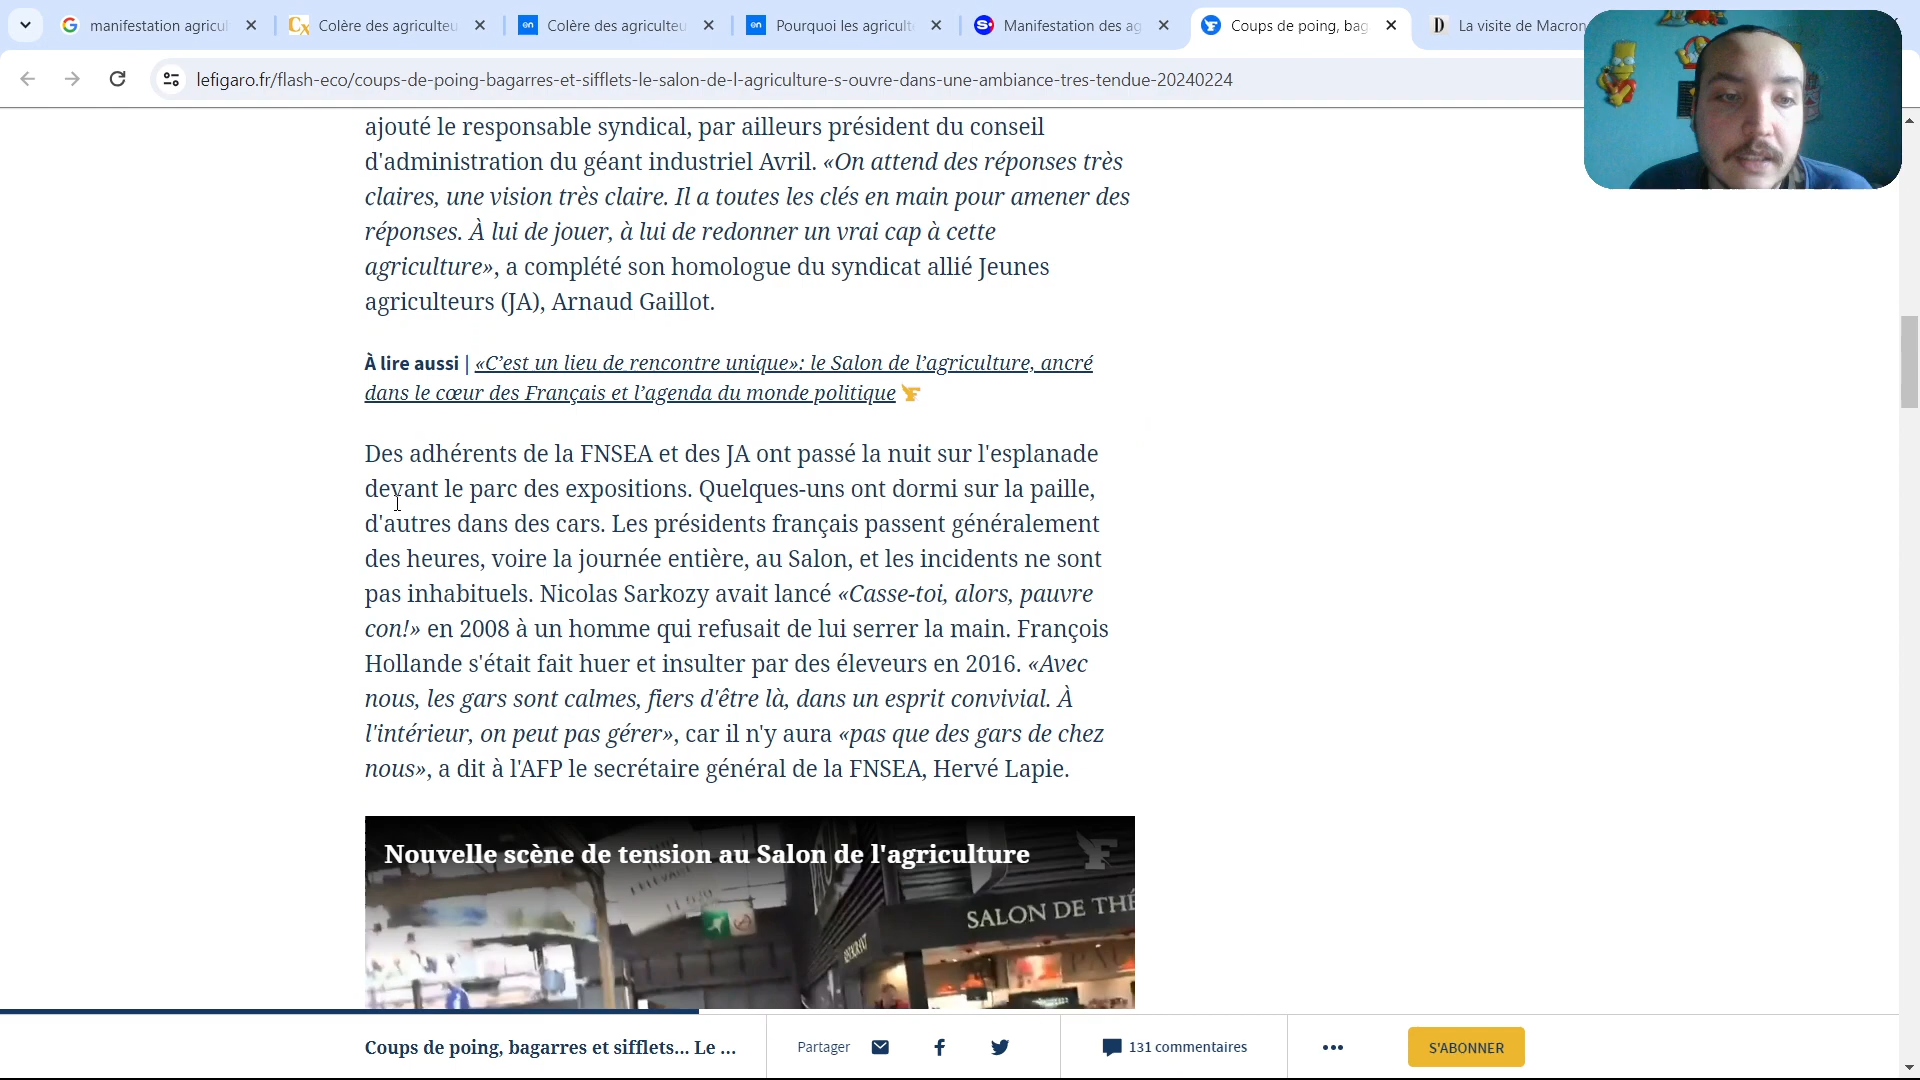 manifestation agricul
Colère des agriculteu
Colère des agriculteu
Pourquoi les agricult
Manifestation des ag
Coups de poing, bag
La visite de Macron
lefigaro.fr/flash-eco/coups-de-poing-bagarres-et-sifflets-le-salon-de-l-agriculture-s-ouvre-dans-une-ambiance-tres-tendue-20240224
ajouté le responsable syndical, par ailleurs président du conseil
d'administration du géant industriel Avril. «On attend des réponses très
claires, une vision très claire. Il a toutes les clés en main pour amener des
réponses. À lui de jouer, à lui de redonner un vrai cap à cette
agriculture», a complété son homologue du syndicat allié Jeunes
agriculteurs (JA), Arnaud Gaillot.
À lire aussi | «C’est un lieu de rencontre unique»: le Salon de l’agriculture, ancré
dans le cœur des Français et l’agenda du monde politique
Des adhérents de la FNSEA et des JA ont passé la nuit sur l'esplanade
devant le parc des expositions. Quelques-uns ont dormi sur la paille,
d'autres dans des cars. Les présidents français passent généralement
des heures, voire la journée entière, au Salon, et les incidents ne sont
pas inhabituels. Nicolas Sarkozy avait lancé «Casse-toi, alors, pauvre
con!» en 2008 à un homme qui refusait de lui serrer la main. François
Hollande s'était fait huer et insulter par des éleveurs en 2016. «Avec
nous, les gars sont calmes, fiers d'être là, dans un esprit convivial. À
l'intérieur, on peut pas gérer», car il n'y aura «pas que des gars de chez
nous», a dit à l'AFP le secrétaire général de la FNSEA, Hervé Lapie.
Nouvelle scène de tension au Salon de l'agriculture
SALON DE THÉ
Coups de poing, bagarres et sifflets... Le ...
Partager
131 commentaires
S'ABONNER